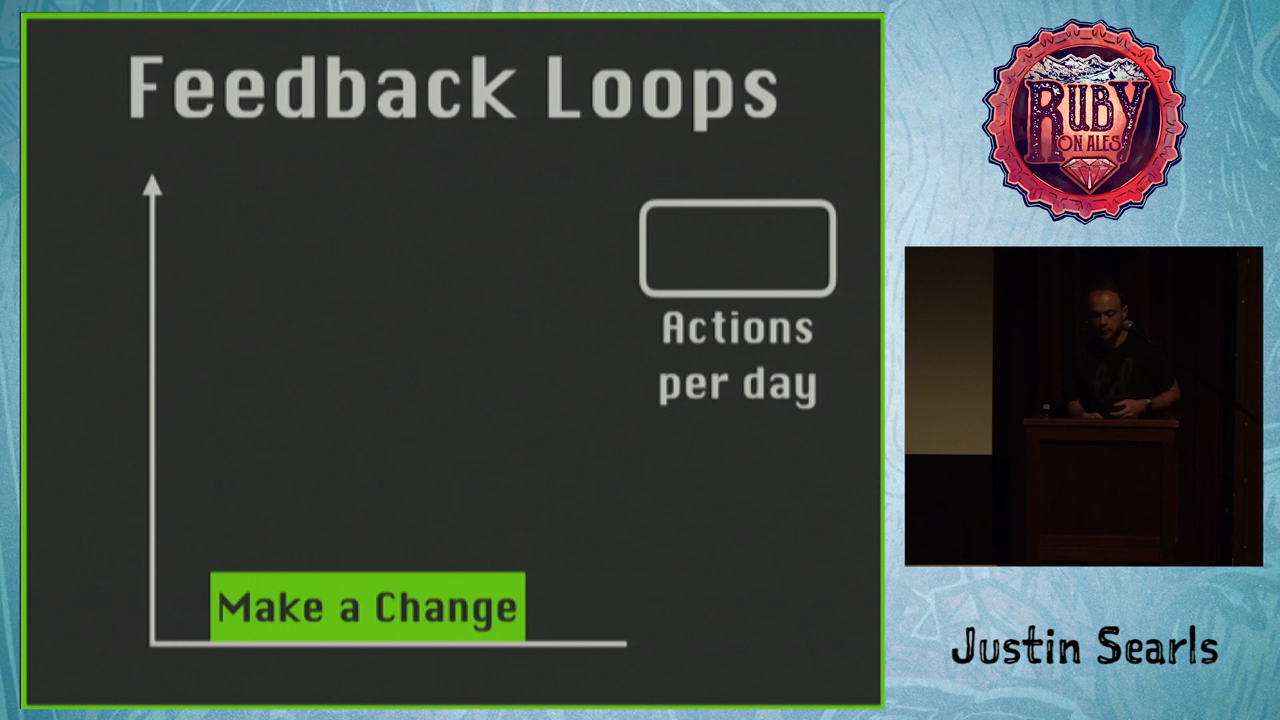 Feedback Loops
Actions
per day
Make a Change
RUBY
ON ALES
Justin Searls